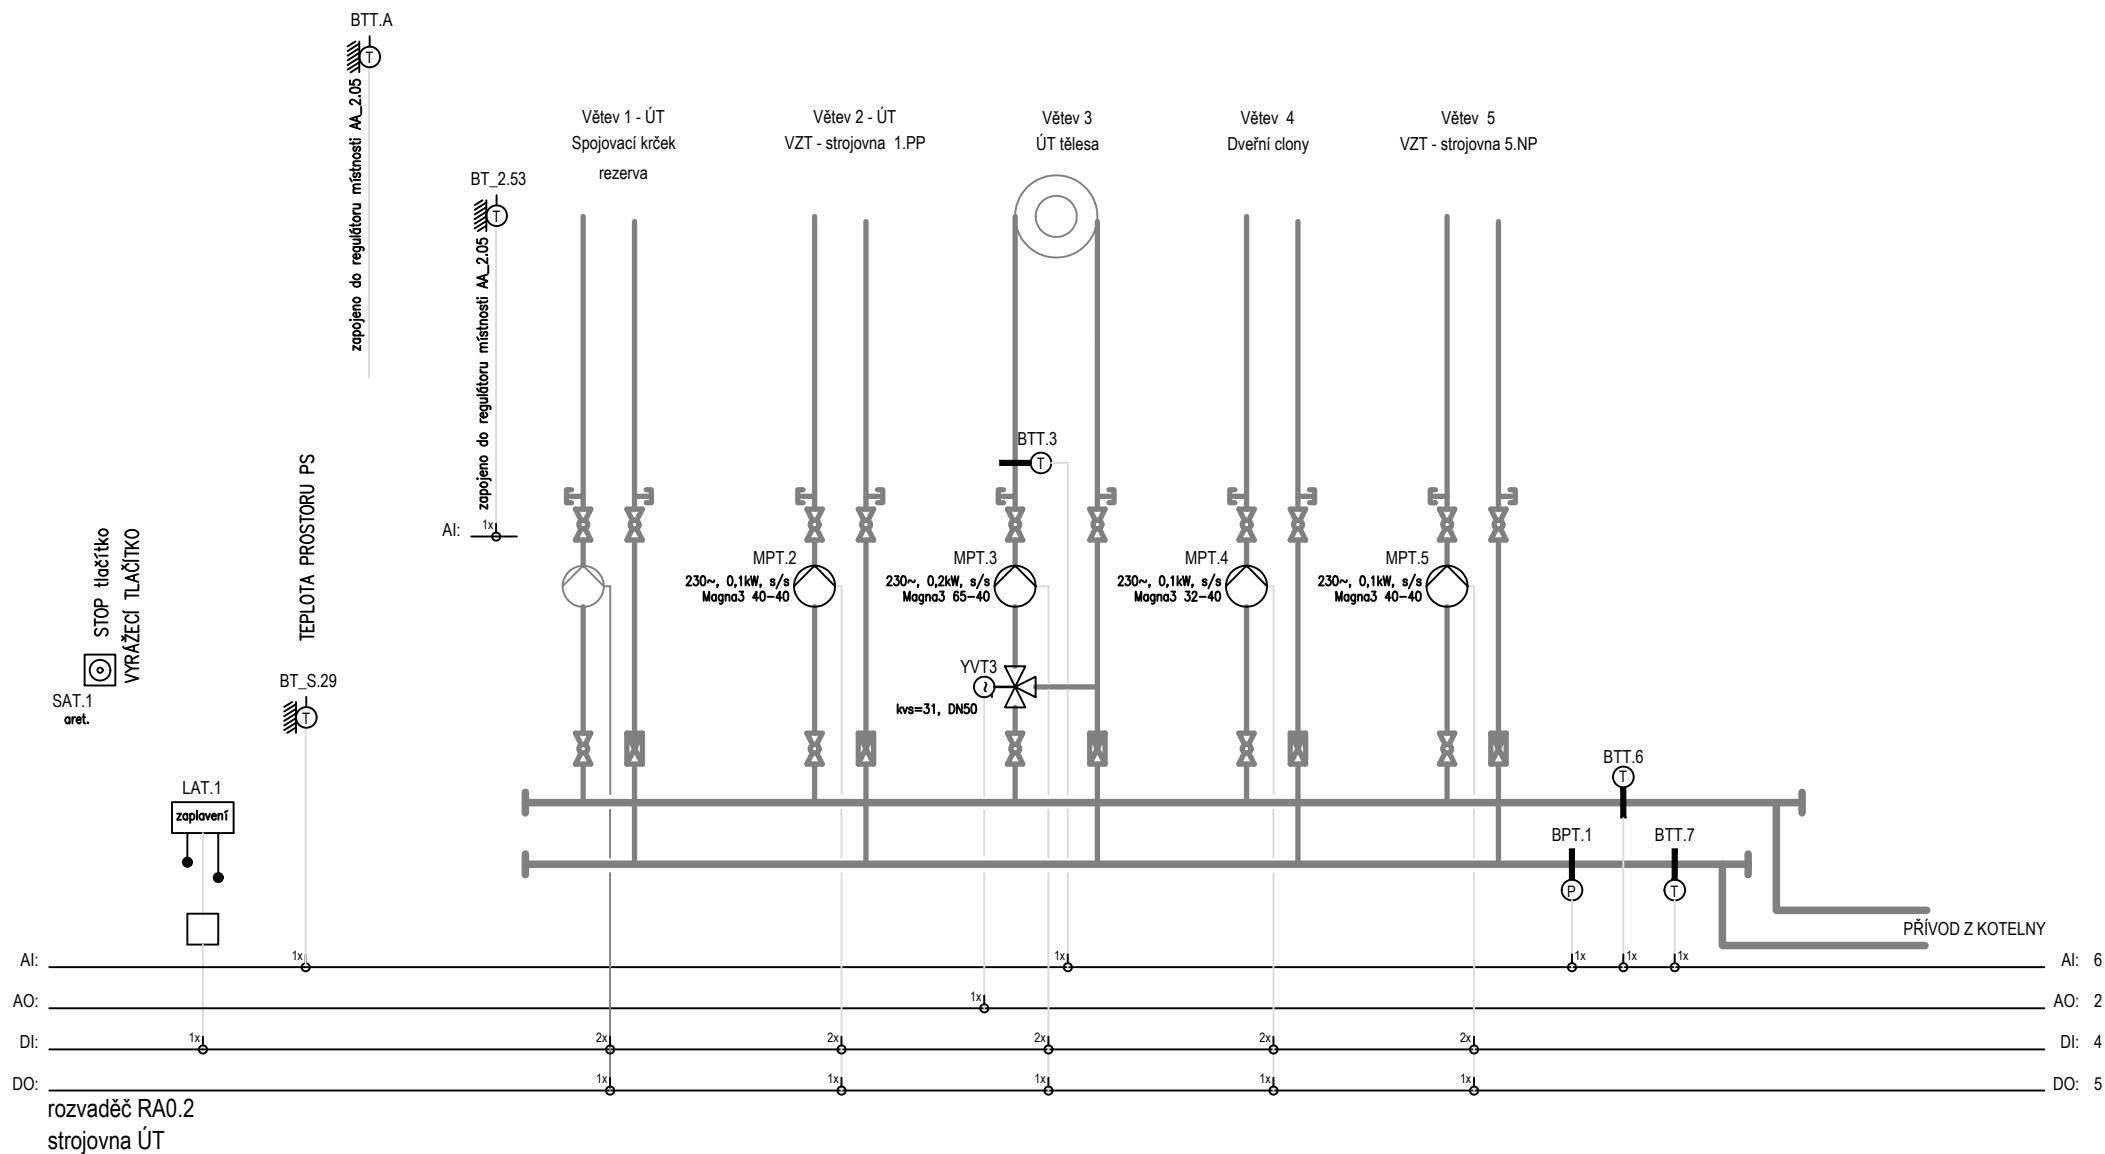 BTT.A
T
zapojeno do regulátoru místnosti AA_2.05
BT_2.53
T
zapojeno do regulátoru místnosti AA_2.05
AI:
1x
Větev 1 - ÚT
Spojovací krček
rezerva
Větev 2 - ÚT
VZT - strojovna 1.PP
Větev 3
ÚT tělesa
Větev 4
Dveřní clony
Větev 5
VZT - strojovna 5.NP
BTT.3
T
MPT.2
230~, 0,1kW, s/s
Magna3 40-40
MPT.3
230~, 0,2kW, s/s
Magna3 65-40
MPT.4
230~, 0,1kW, s/s
Magna3 32-40
MPT.5
230~, 0,1kW, s/s
Magna3 40-40
YVT3
~
kvs=31, DN50
STOP tlačítko
VYRÁŽECÍ TLAČÍTKO
SAT.1
aret.
TEPLOTA PROSTORU PS
BT_S.29
T
LAT.1
zaplavení
BTT.6
T
BPT.1
P
BTT.7
T
PŘÍVOD Z KOTELNY
AI: 1x 1x 1x 1x 1x AI: 6
AO: 1x AO: 2
DI: 1x 2x 2x 2x 2x 2x DI: 4
DO: 1x 1x 1x 1x 1x DO: 5
rozvaděč RA0.2
strojovna ÚT